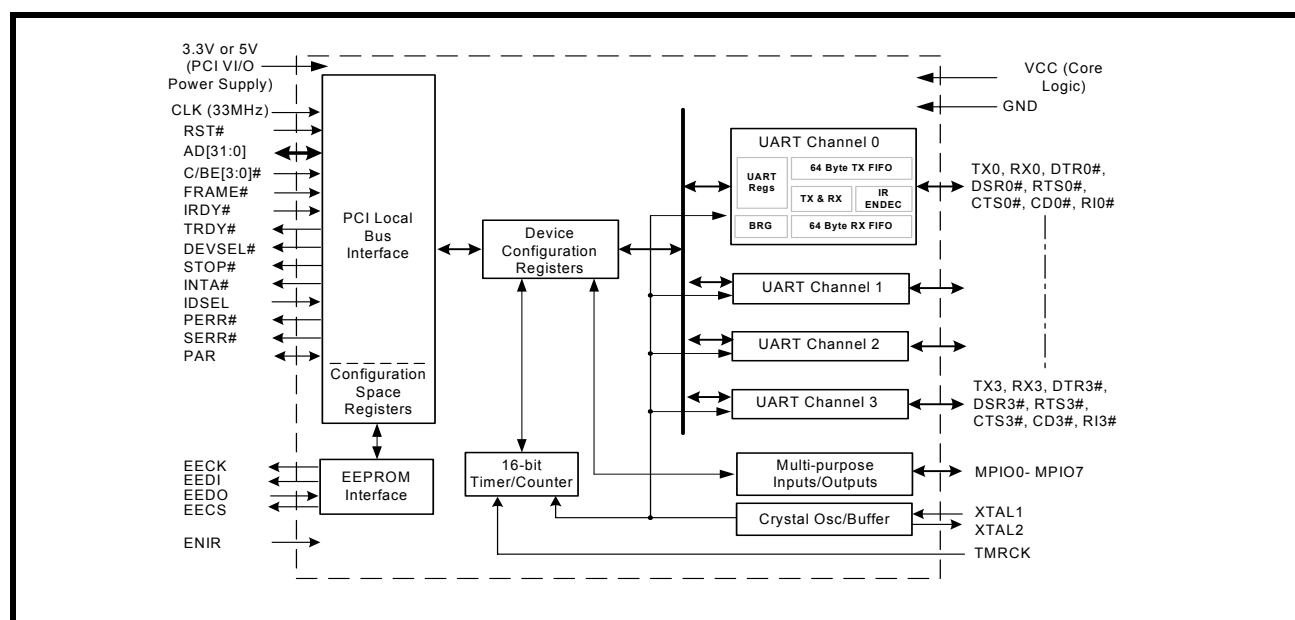 3.3V or 5V
(PCI VI/O
Power Supply)
CLK (33MHz)
RST#
AD[31:0]
C/BE[3:0]#
FRAME#
IRDY#
TRDY#
DEVSEL#
STOP#
INTA#
IDSEL
PERR#
SERR#
PAR
EECK
EEDI
EEDO
EECS
ENIR
PCI Local
Bus
Interface
Configuration
Space
Registers
EEPROM
Interface
Device
Configuration
Registers
16-bit
Timer/Counter
UART Channel 0
UART
Regs
64 Byte TX FIFO
TX & RX
IR
ENDEC
BRG
64 Byte RX FIFO
UART Channel 1
UART Channel 2
UART Channel 3
Multi-purpose
Inputs/Outputs
Crystal Osc/Buffer
VCC (Core
Logic)
GND
TX0, RX0, DTR0#,
DSR0#, RTS0#,
CTS0#, CD0#, RI0#
TX3, RX3, DTR3#,
DSR3#, RTS3#,
CTS3#, CD3#, RI3#
MPIO0- MPIO7
XTAL1
XTAL2
TMRCK